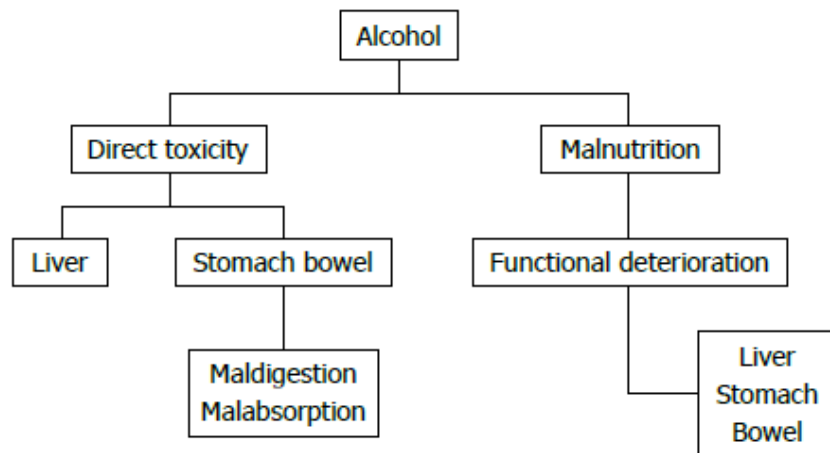 Alcohol
Direct toxicity
Malnutrition
Liver
Stomach bowel
Functional deterioration
Maldigestion
Malabsorption
Liver
Stomach
Bowel